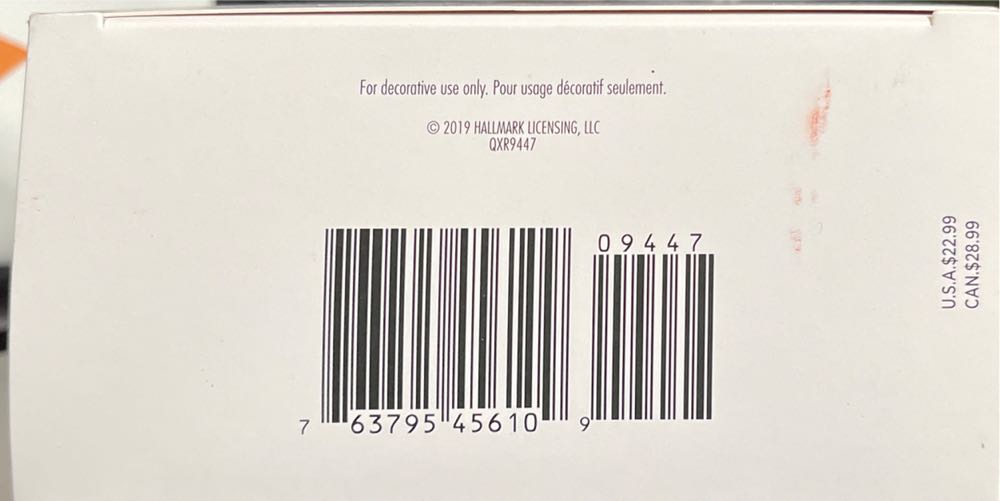 For decorative use only. Pour usage décoratif seulement.
© 2019 HALLMARK LICENSING, LLC
QXR9447
09447
7 63795 45610 9
U.S.A.$22.99
CAN.$28.99